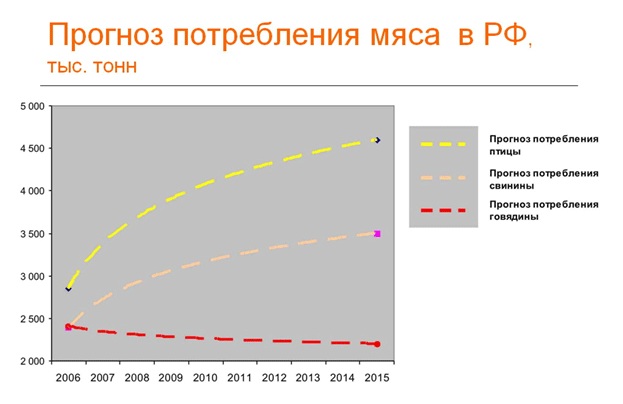 Прогноз потребления мяса в РФ,
тыс. тонн
5 000
4 500
4 000
3 500
3 000
2 500
2 000
2006 2007 2008 2009 2010 2011 2012 2013 2014 2015
Прогноз потребления
птицы
Прогноз потребления
свинины
Прогноз потребления
говядины